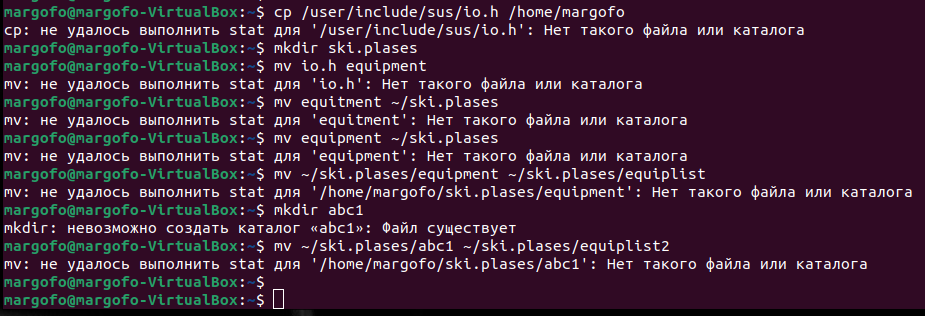 margofo@margofo-VirtualBox:~$ cp /user/include/sus/io.h /home/margofo
cp: не удалось выполнить stat для '/user/include/sus/io.h': Нет такого файла или каталога
margofo@margofo-VirtualBox:~$ mkdir ski.plases
margofo@margofo-VirtualBox:~$ mv io.h equipment
mv: не удалось выполнить stat для 'io.h': Нет такого файла или каталога
margofo@margofo-VirtualBox:~$ mv equitment ~/ski.plases
mv: не удалось выполнить stat для 'equitment': Нет такого файла или каталога
margofo@margofo-VirtualBox:~$ mv equipment ~/ski.plases
mv: не удалось выполнить stat для 'equipment': Нет такого файла или каталога
margofo@margofo-VirtualBox:~$ mv ~/ski.plases/equipment ~/ski.plases/equiplist
mv: не удалось выполнить stat для '/home/margofo/ski.plases/equipment': Нет такого файла или каталога
margofo@margofo-VirtualBox:~$ mkdir abc1
mkdir: невозможно создать каталог «abc1»: Файл существует
margofo@margofo-VirtualBox:~$ mv ~/ski.plases/abc1 ~/ski.plases/equiplist2
mv: не удалось выполнить stat для '/home/margofo/ski.plases/abc1': Нет такого файла или каталога
margofo@margofo-VirtualBox:~$
margofo@margofo-VirtualBox:~$